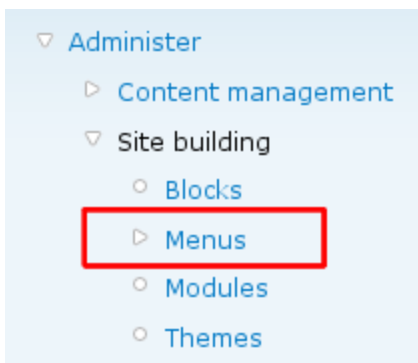 Administer
Content management
Site building
Blocks
Menus
Modules
Themes